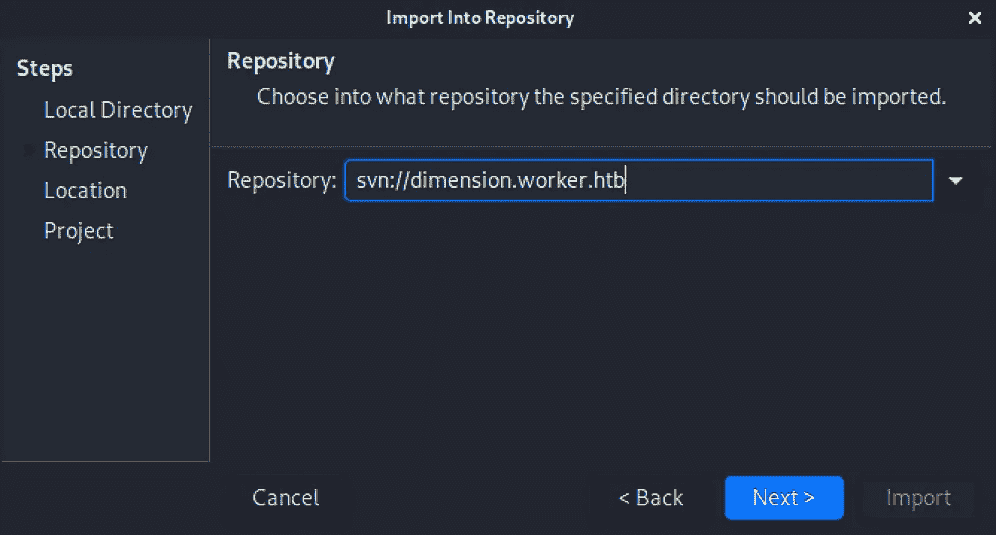 Import Into Repository
Steps
Local Directory
Repository
Location
Project
Repository
Choose into what repository the specified directory should be imported.
Repository: svn://dimension.worker.htb
Cancel
< Back
Next >
Import